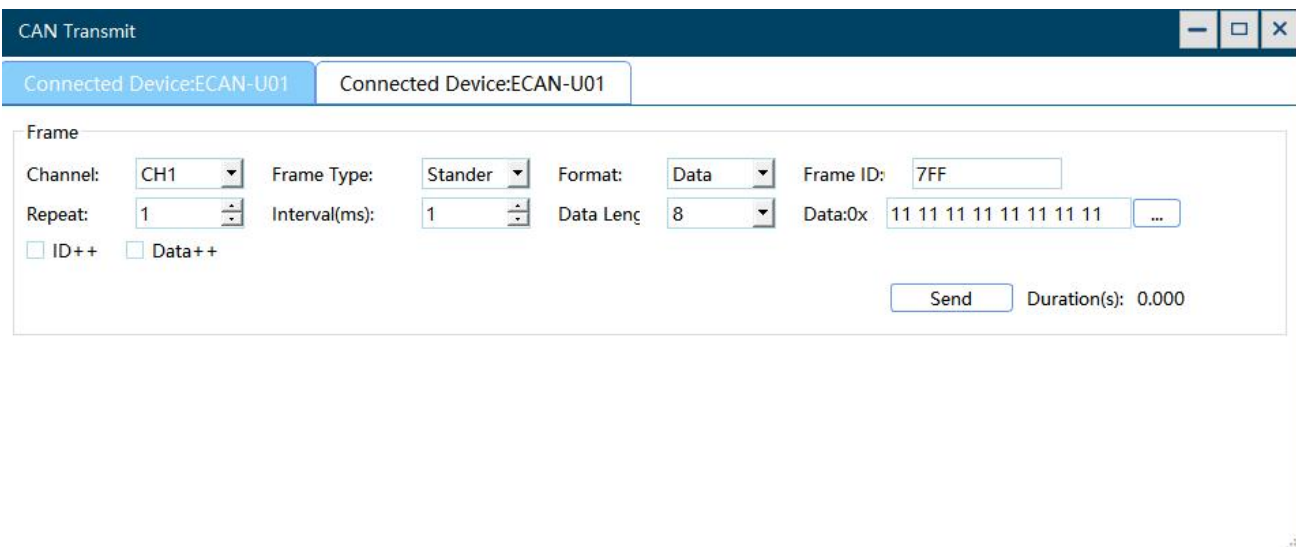 CAN Transmit
Connected Device:ECAN-U01 Connected Device:ECAN-U01
Frame
Channel: CH1 Frame Type: Stander Format: Data Frame ID: 7FF
Repeat: 1 Interval(ms): 1 Data Leng 8 Data:0x 11 11 11 11 11 11 11 11 ...
ID++ Data++
Send Duration(s): 0.000